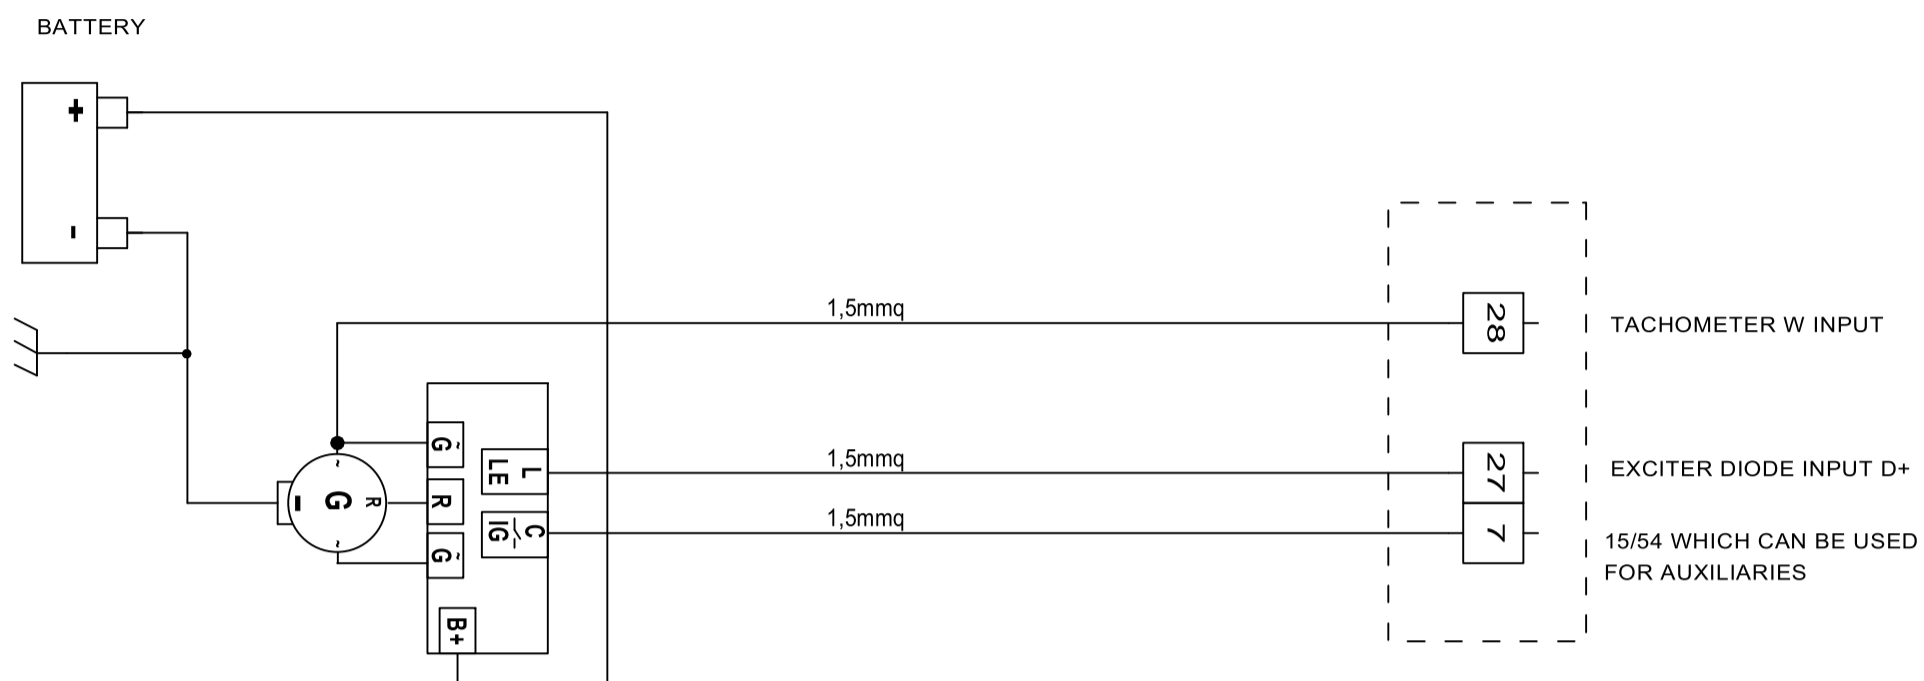 BATTERY
+
-
1,5mmq
28
TACHOMETER W INPUT
G~
L
LE
1,5mmq
27
EXCITER DIODE INPUT D+
~
-
G
R
~
R
C
IG
1,5mmq
7
15/54 WHICH CAN BE USED
FOR AUXILIARIES
G~
B+